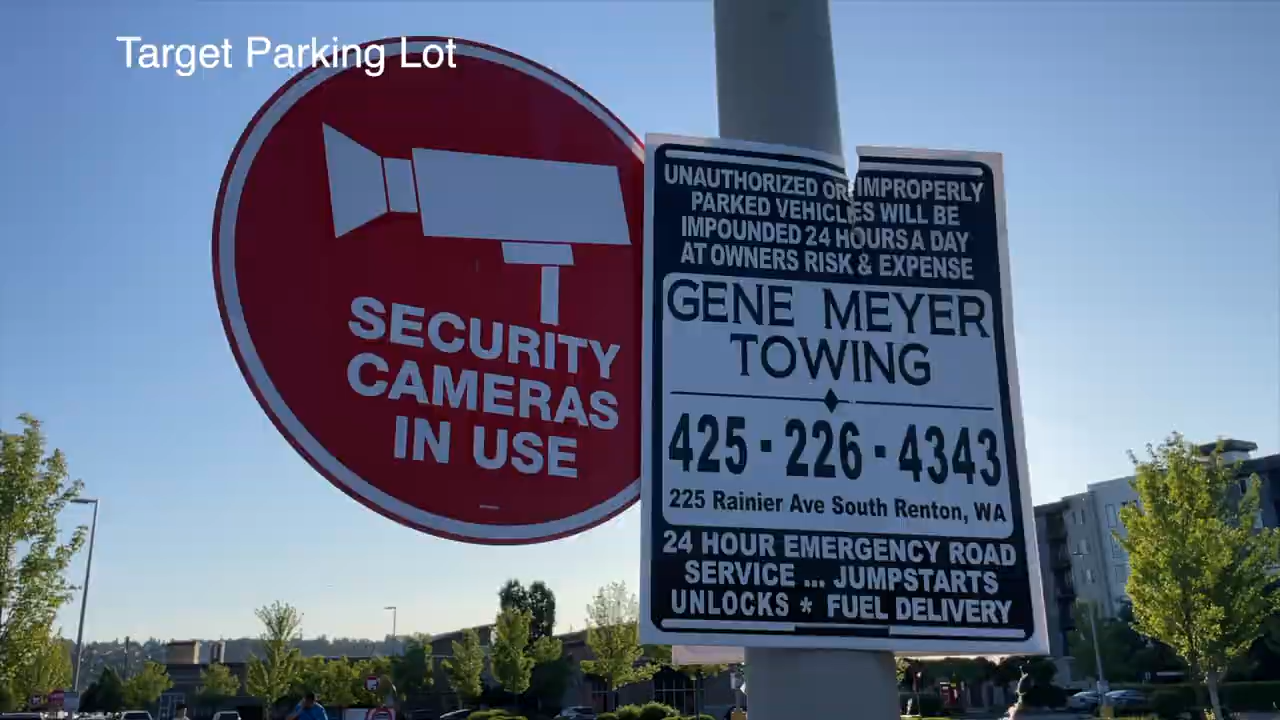 Target Parking Lot
SECURITY
CAMERAS
IN USE
UNAUTHORIZED OR IMPROPERLY
PARKED VEHICLES WILL BE
IMPOUNDED 24 HOURS A DAY
AT OWNERS RISK & EXPENSE
GENE MEYER
TOWING
425 - 226 - 4343
225 Rainier Ave South Renton, WA
24 HOUR EMERGENCY ROAD
SERVICE ... JUMPSTARTS
UNLOCKS * FUEL DELIVERY